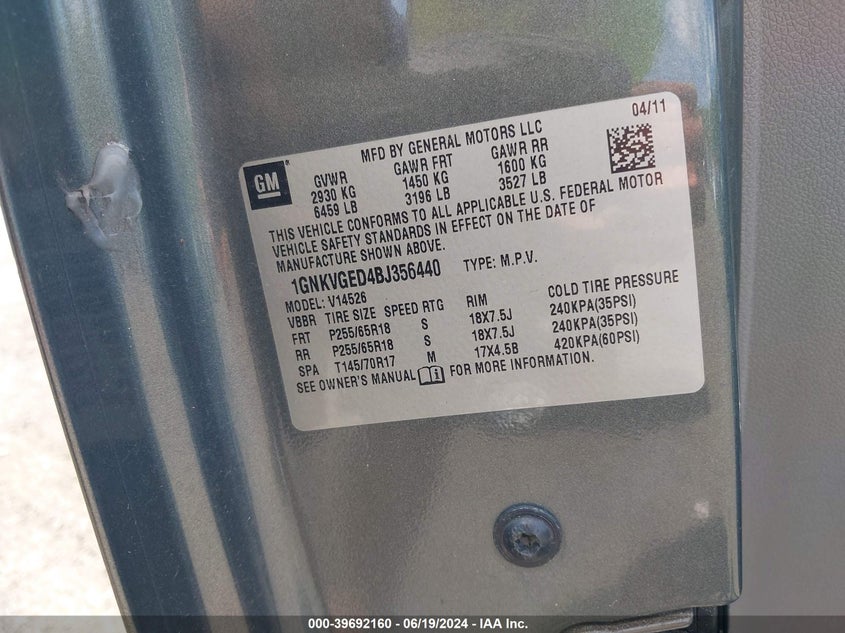 04/11
MFD BY GENERAL MOTORS LLC
GM
GVWR GAWR FRT GAWR RR
2930 KG 1450 KG 1600 KG
6459 LB 3196 LB 3527 LB
THIS VEHICLE CONFORMS TO ALL APPLICABLE U.S. FEDERAL MOTOR
VEHICLE SAFETY STANDARDS IN EFFECT ON THE DATE OF
MANUFACTURE SHOWN ABOVE.
1GNKVGED4BJ356440 TYPE: M.P.V.
MODEL: V14526
VBBR TIRE SIZE SPEED RTG RIM COLD TIRE PRESSURE
FRT P255/65R18 S 18X7.5J 240KPA(35PSI)
RR P255/65R18 S 18X7.5J 240KPA(35PSI)
SPA T145/70R17 M 17X4.5B 420KPA(60PSI)
SEE OWNER'S MANUAL FOR MORE INFORMATION.
000-39692160 - 06/19/2024 - IAA Inc.